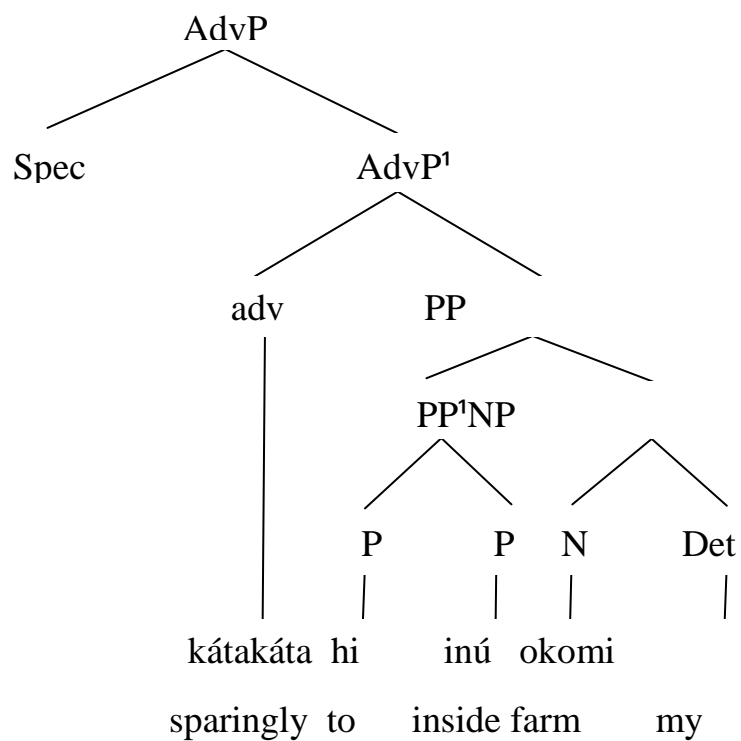 AdvP
Spec AdvP¹
adv PP
PP¹NP
P P N Det
kátakáta hi inú okomi
sparingly to inside farm my